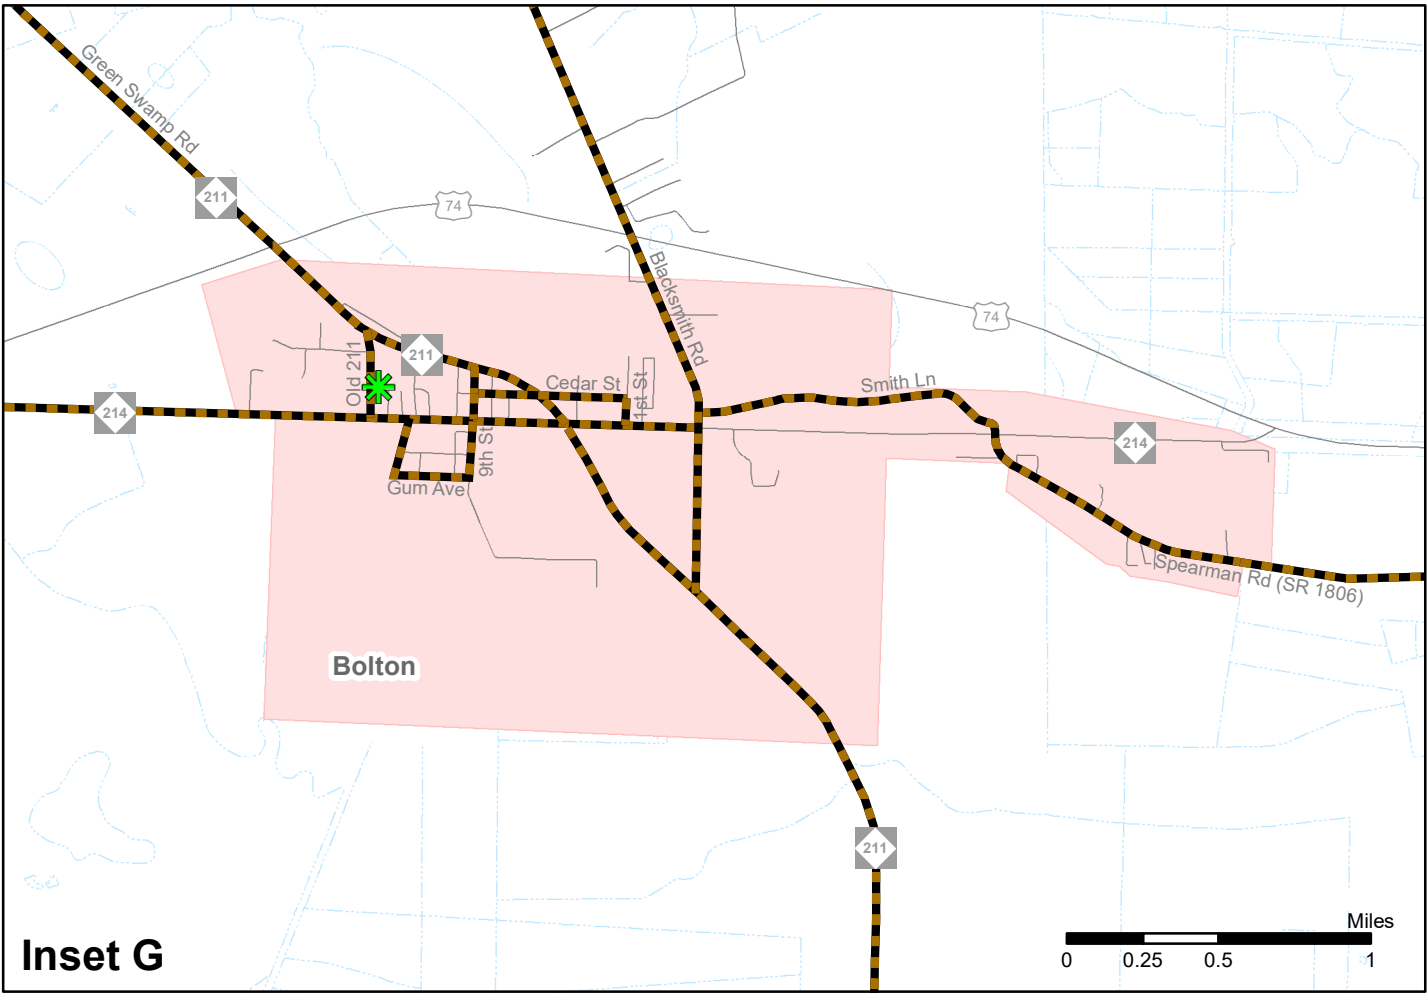 Green Swamp Rd
211
74
Blacksmith Rd
74
Old 211
211
Cedar St
1st St
Smith Ln
214
214
9th St
Gum Ave
Spearman Rd (SR 1806)
Bolton
211
Inset G
Miles
0 0.25 0.5 1